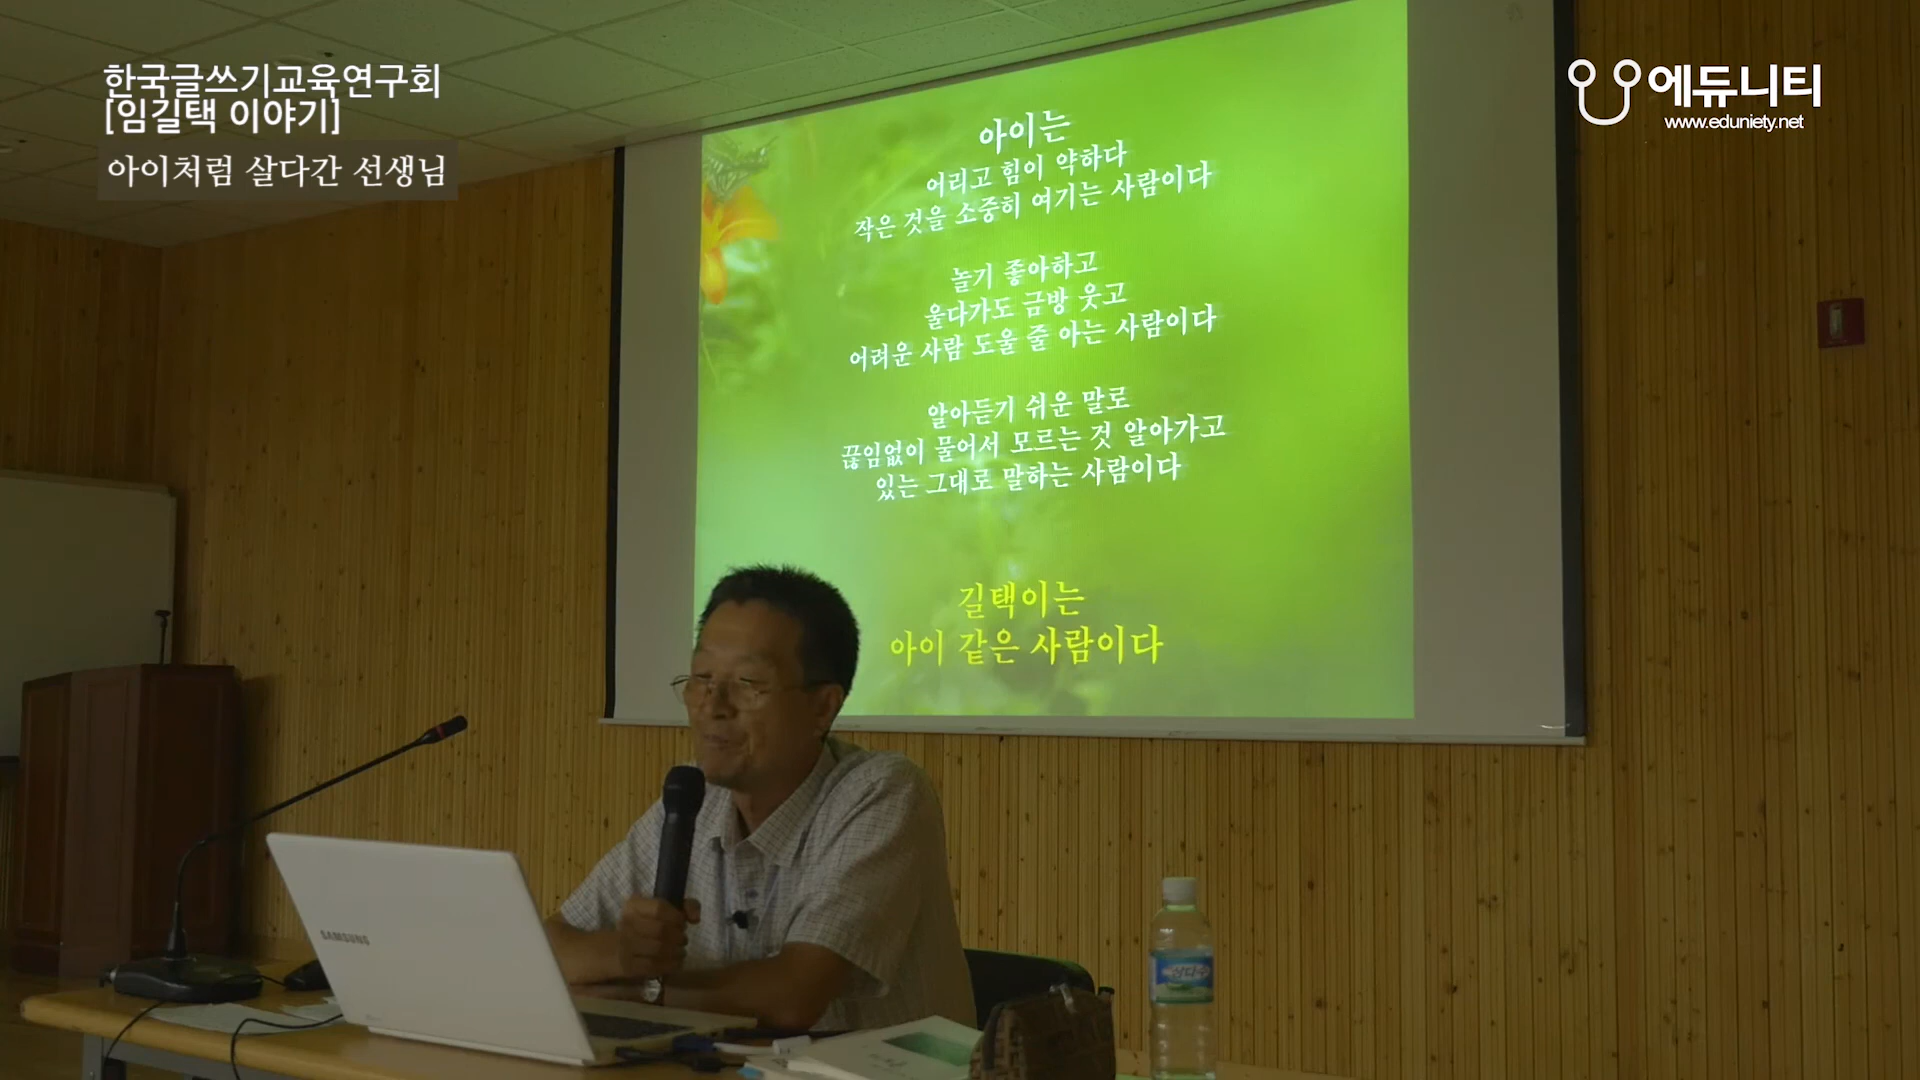 한국글쓰기교육연구회
[임길택 이야기]
아이처럼 살다간 선생님
에듀니티
www.eduniety.net
아이는
어리고 힘이 약하다
작은 것을 소중히 여기는 사람이다
놀기 좋아하고
울다가도 금방 웃고
어려운 사람 도울 줄 아는 사람이다
알아듣기 쉬운 말로
끊임없이 물어서 모르는 것 알아가고
있는 그대로 말하는 사람이다
길택이는
아이 같은 사람이다
SAMSUNG
삼다수